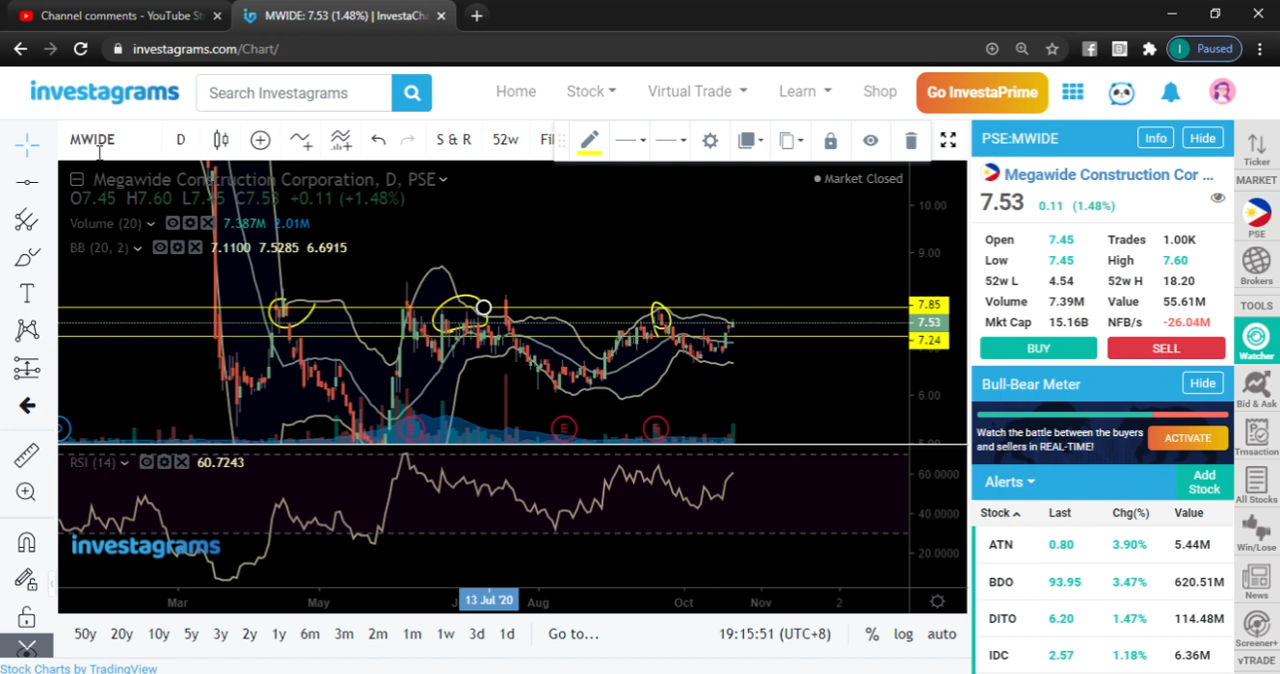 Channel comments - YouTube St
MWIDE: 7.53 (1.48%) | InvestaCha
investagrams.com/Chart/
Paused
investagrams
Search Investagrams
Home
Stock
Virtual Trade
Learn
Shop
Go InvestaPrime
MWIDE
D
S & R
52w
Fil
Megawide Construction Corporation, D, PSE
Market Closed
O7.45 H7.60 L7.45 C7.53 +0.11 (+1.48%)
Volume (20) 7.387M 2.01M
BB (20, 2) 7.1100 7.5285 6.6915
10.00
9.00
7.85
7.53
7.24
6.00
E
E
E
RSI (14) 60.7243
60.0000
40.0000
20.0000
investagrams
Mar
May
13 Jul '20
Aug
Oct
Nov
2
50y 20y 10y 5y 3y 2y 1y 6m 3m 2m 1m 1w 3d 1d Go to...
19:15:51 (UTC+8)
% log auto
Stock Charts by TradingView
PSE:MWIDE
Info
Hide
Megawide Construction Cor ...
7.53 0.11 (1.48%)
Open 7.45 Trades 1.00K
Low 7.45 High 7.60
52w L 4.54 52w H 18.20
Volume 7.39M Value 55.61M
Mkt Cap 15.16B NFB/s -26.04M
BUY
SELL
Bull-Bear Meter
Hide
Watch the battle between the buyers
and sellers in REAL-TIME!
ACTIVATE
Alerts
Add
Stock
Stock Last Chg(%) Value
ATN 0.80 3.90% 5.44M
BDO 93.95 3.47% 620.51M
DITO 6.20 1.47% 114.48M
IDC 2.57 1.18% 6.36M
Ticker
MARKET
PSE
Brokers
TOOLS
Watcher
Bid & Ask
Trnsaction
All Stocks
Win/Lose
News
Screener+
vTRADE